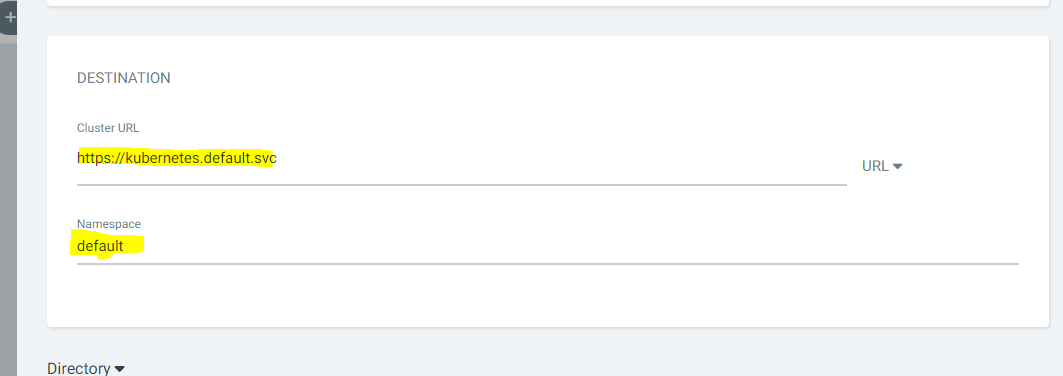 +
DESTINATION
Cluster URL
https://kubernetes.default.svc
URL
Namespace
default
Directory